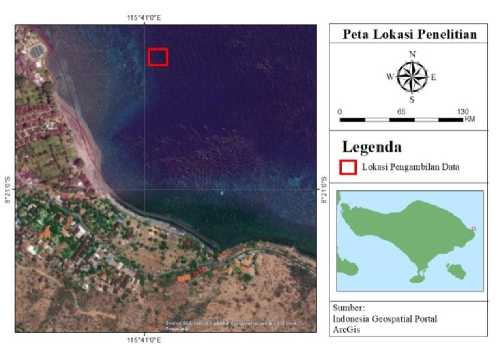 115°41'0"E
8°21'0"S
8°21'0"S
115°41'0"E
Peta Lokasi Penelitian
N
W E
S
0 65 130
KM
Legenda
Lokasi Pengambilan Data
Sumber:
Indonesia Geospatial Portal
ArcGis